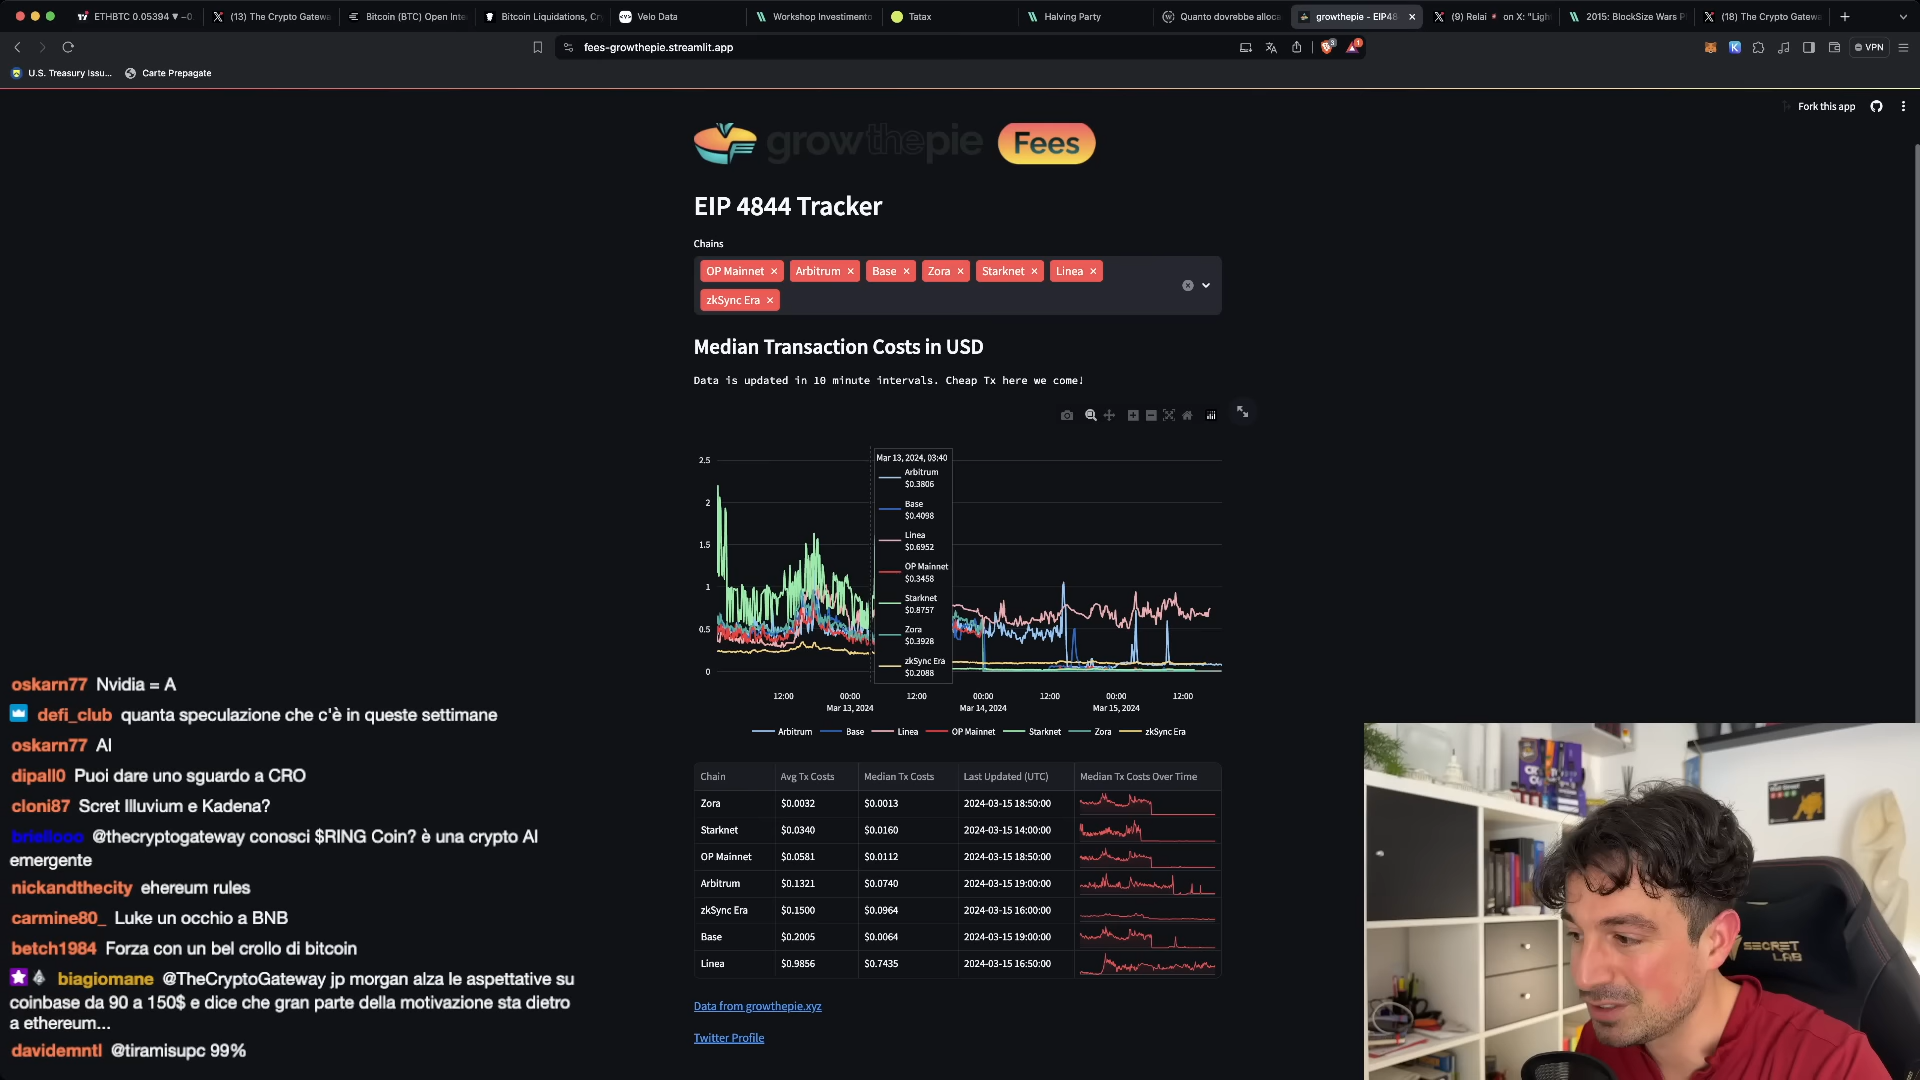 ETHBTC 0.05394 ▼ −0
(13) The Crypto Gatewa
Bitcoin (BTC) Open Inte
Bitcoin Liquidations, Cr
Velo Data
Workshop Investimento
Tatax
Halving Party
Quanto dovrebbe alloca
growthepie - EIP48
(9) Relai on X: "Ligh
2015: BlockSize Wars P
(18) The Crypto Gatewa
fees-growthepie.streamlit.app
3
1
VPN
U.S. Treasury Issu...
Carte Prepagate
Fork this app
growthepie Fees
EIP 4844 Tracker
Chains
OP Mainnet × Arbitrum × Base × Zora × Starknet × Linea ×
zkSync Era ×
Median Transaction Costs in USD
Data is updated in 10 minute intervals. Cheap Tx here we come!
2.5
2
1.5
1
0.5
0
Mar 13, 2024, 03:40
Arbitrum
$0.3806
Base
$0.4098
Linea
$0.6952
OP Mainnet
$0.3458
Starknet
$0.8757
Zora
$0.3928
zkSync Era
$0.2088
12:00 00:00 12:00 00:00 12:00 00:00 12:00
Mar 13, 2024 Mar 14, 2024 Mar 15, 2024
Arbitrum Base Linea OP Mainnet Starknet Zora zkSync Era
Chain Avg Tx Costs Median Tx Costs Last Updated (UTC) Median Tx Costs Over Time
Zora $0.0032 $0.0013 2024-03-15 18:50:00
Starknet $0.0340 $0.0160 2024-03-15 14:00:00
OP Mainnet $0.0581 $0.0112 2024-03-15 18:50:00
Arbitrum $0.1321 $0.0740 2024-03-15 19:00:00
zkSync Era $0.1500 $0.0964 2024-03-15 16:00:00
Base $0.2005 $0.0064 2024-03-15 19:00:00
Linea $0.9856 $0.7435 2024-03-15 16:50:00
Data from growthepie.xyz
Twitter Profile
oskarn77 Nvidia = A
defi_club quanta speculazione che c'è in queste settimane
oskarn77 AI
dipall0 Puoi dare uno sguardo a CRO
cloni87 Scret Illuvium e Kadena?
briellooo @thecryptogateway conosci $RING Coin? è una crypto AI
emergente
nickandthecity ehereum rules
carmine80_ Luke un occhio a BNB
betch1984 Forza con un bel crollo di bitcoin
biagiomane @TheCryptoGateway jp morgan alza le aspettative su
coinbase da 90 a 150$ e dice che gran parte della motivazione sta dietro
a ethereum...
davidemntl @tiramisupc 99%
SECRET
LAB